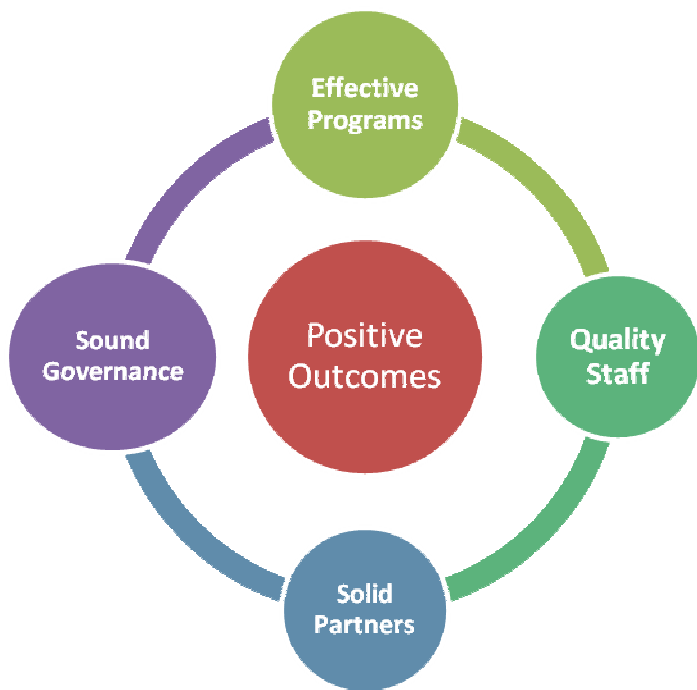 Effective
Programs
Sound
Governance
Positive
Outcomes
Quality
Staff
Solid
Partners